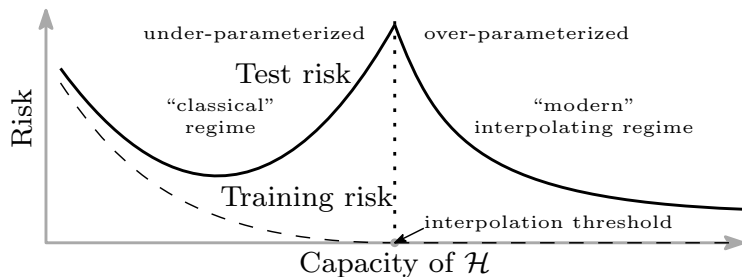 under-parameterized
over-parameterized
Test risk
“classical”
regime
“modern”
interpolating regime
Risk
Training risk
interpolation threshold
Capacity of ℋ